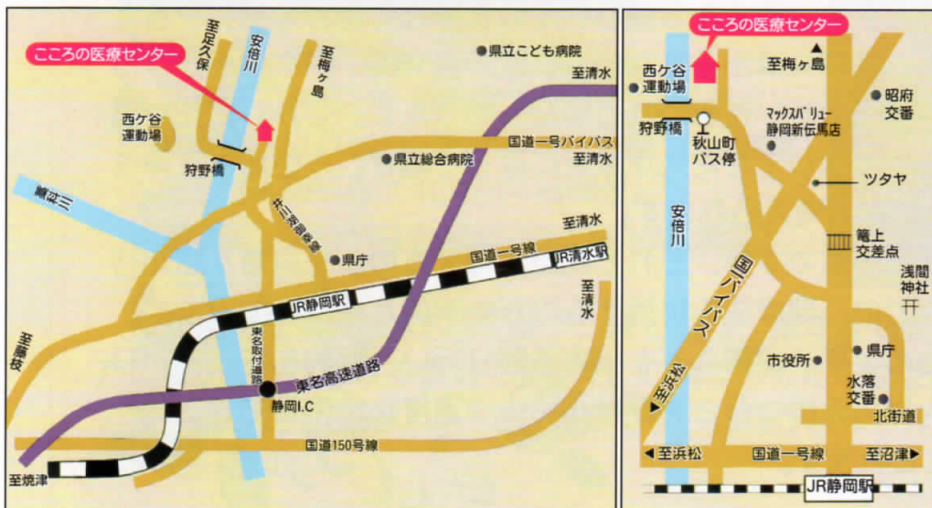 こころの医療センター
至足久保
安倍川
至梅ヶ島
県立こども病院
至清水
西ケ谷
運動場
狩野橋
国道一号バイパス
至清水
県立総合病院
藁科川
井川湖御幸線
県庁
至清水
国道一号線
JR清水駅
JR静岡駅
至清水
至藤枝
東名取付道路
東名高速道路
静岡I.C
国道150号線
至焼津
こころの医療センター
西ケ谷
運動場
至梅ヶ島
昭府
交番
狩野橋
秋山町
バス停
マックスバリュー
静岡新伝馬店
ツタヤ
安倍川
籠上
交差点
浅間
神社
国一バイパス
至浜松
市役所
県庁
水落
交番
北街道
至浜松
国道一号線
至沼津
JR静岡駅